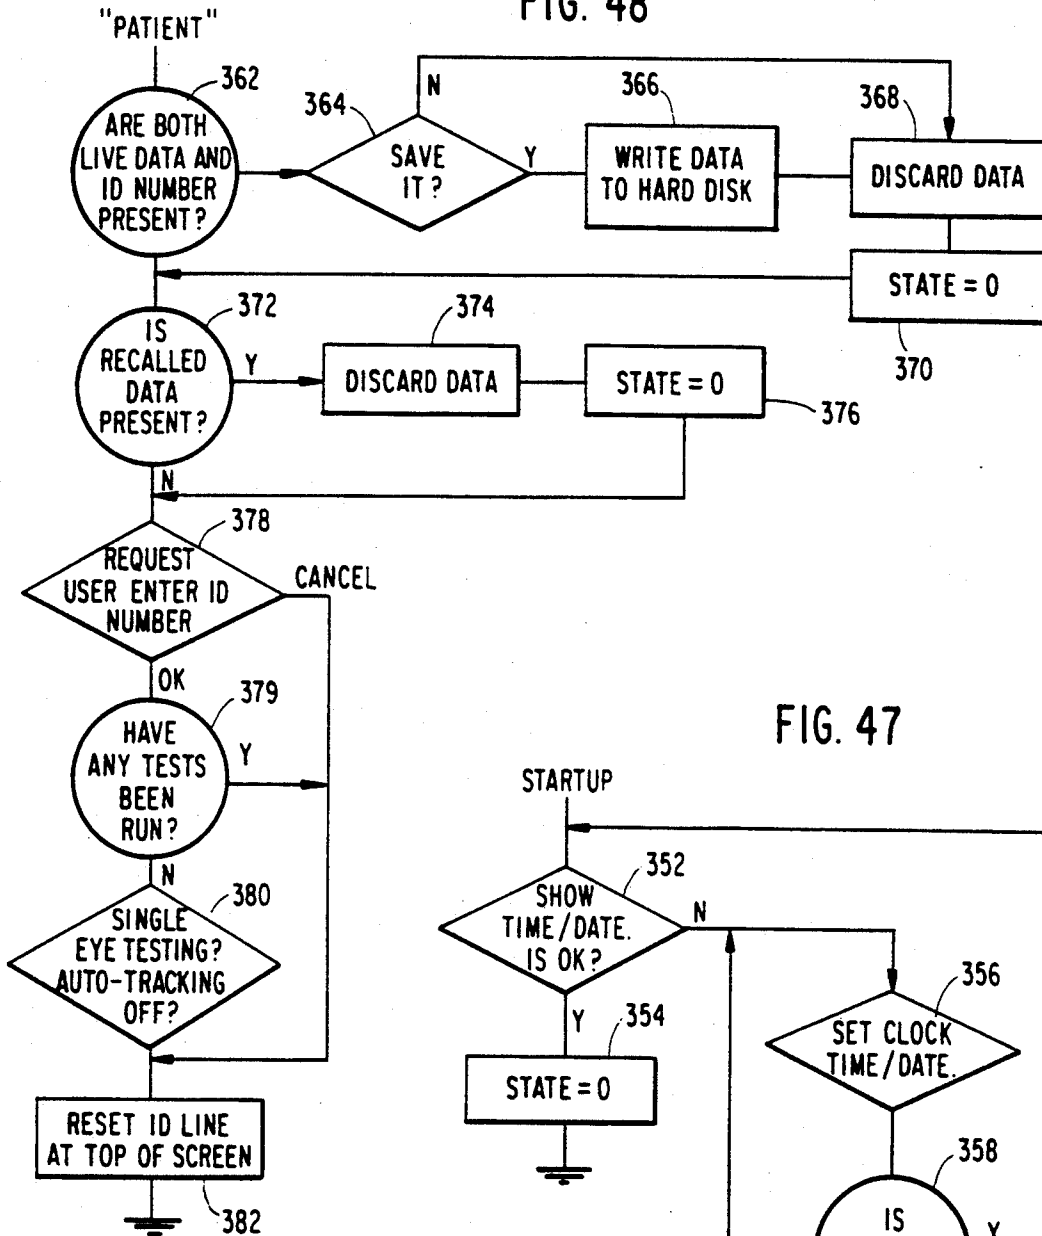 FIG. 48
"PATIENT"
362
ARE BOTH
LIVE DATA AND
ID NUMBER
PRESENT?
364
SAVE
IT?
N
Y
366
WRITE DATA
TO HARD DISK
368
DISCARD DATA
STATE = 0
370
372
IS
RECALLED
DATA
PRESENT?
Y
N
374
DISCARD DATA
STATE = 0
376
378
REQUEST
USER ENTER ID
NUMBER
CANCEL
OK
379
HAVE
ANY TESTS
BEEN
RUN?
Y
N
380
SINGLE
EYE TESTING?
AUTO-TRACKING
OFF?
RESET ID LINE
AT TOP OF SCREEN
382
FIG. 47
STARTUP
352
SHOW
TIME/DATE.
IS OK?
N
Y
354
STATE = 0
356
SET CLOCK
TIME/DATE.
358
IS
Y